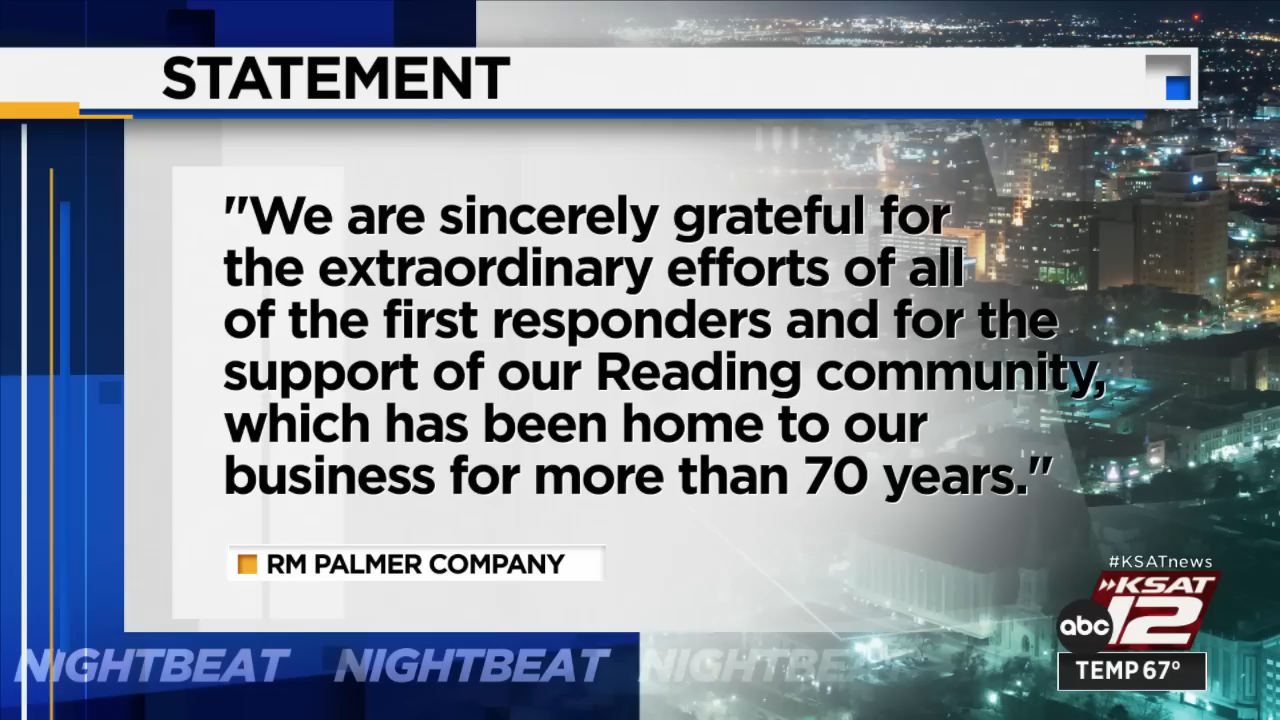 STATEMENT
"We are sincerely grateful for
the extraordinary efforts of all
of the first responders and for the
support of our Reading community,
which has been home to our
business for more than 70 years."
RM PALMER COMPANY
#KSATnews
KSAT
abc 12
TEMP 67°
NIGHTBEAT NIGHTBEAT NIGHTBEAT